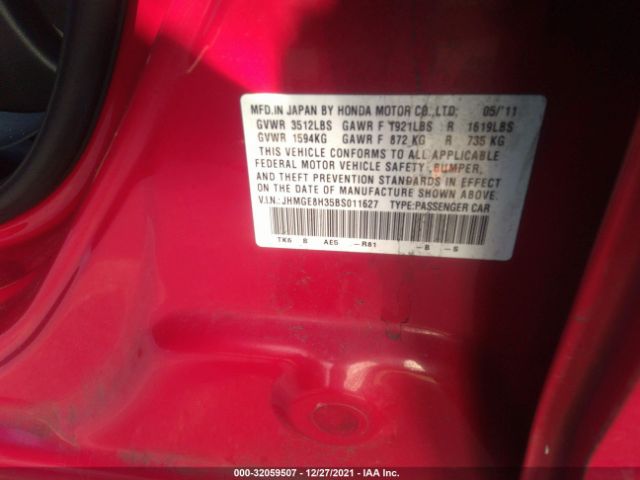 MFD.IN JAPAN BY HONDA MOTOR CO.,LTD. 05/'11
GVWR 3512LBS GAWR F 1921LBS R 1619LBS
GVWR 1594KG GAWR F 872 KG R 735 KG
THIS VEHICLE CONFORMS TO ALL APPLICABLE
FEDERAL MOTOR VEHICLE SAFETY, BUMPER,
AND THEFT PREVENTION STANDARDS IN EFFECT
ON THE DATE OF MANUFACTURE SHOWN ABOVE.
V.I.N.: JHMGE8H35BS011627 TYPE:PASSENGER CAR
TK6 B AE5 -R81 -B -S
000-32059507 - 12/27/2021 - IAA Inc.